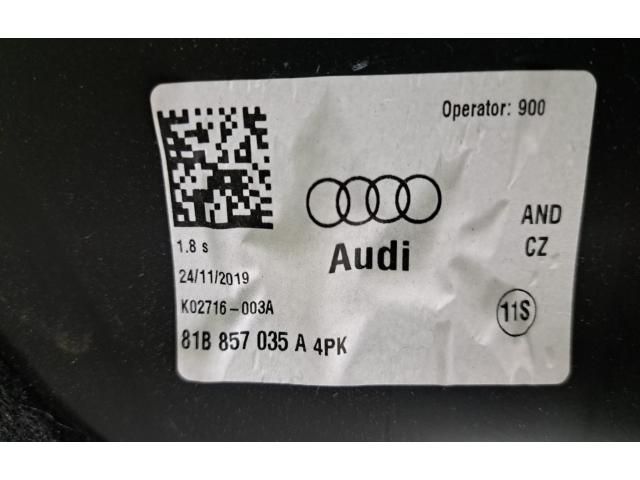 Operator: 900
Audi
AND
CZ
1.8 s
24/11/2019
K02716-003A
11S
81B 857 035 A 4PK